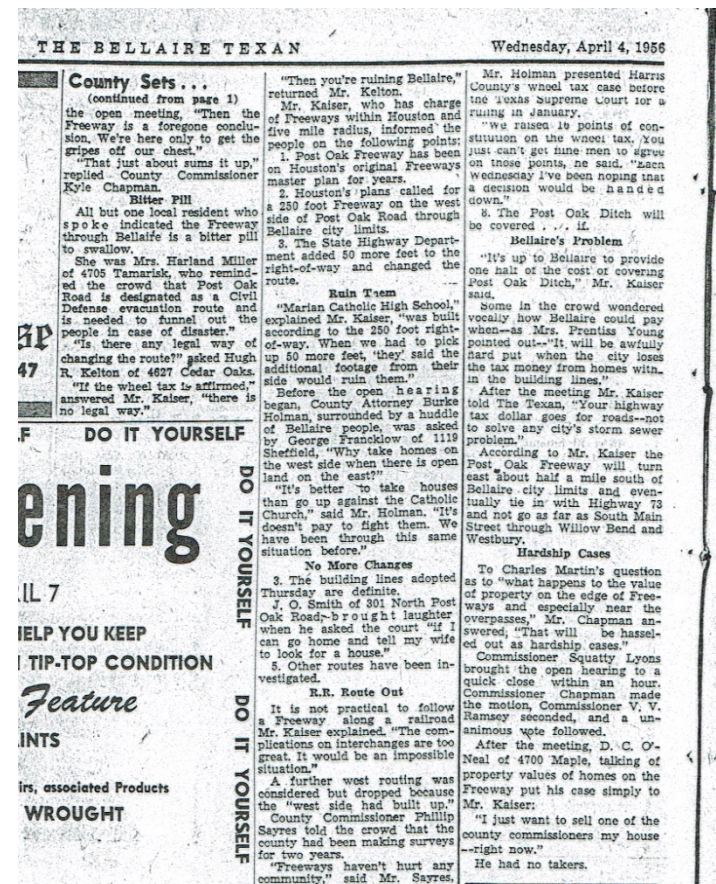 THE BELLAIRE TEXAN
Wednesday, April 4, 1956
County Sets...
(continued from page 1)
the open meeting, "Then the
Freeway is a foregone conclu-
sion. We're here only to get the
gripes off our chest."
"That just about sums it up,"
replied County Commissioner
Kyle Chapman.
Bitter Pill
All but one local resident who
spoke indicated the Freeway
through Bellaire is a bitter pill
to swallow.
She was Mrs. Harland Miller
of 4705 Tamarisk, who remind-
ed the crowd that Post Oak
Road is designated as a Civil
Defense evacuation route and
is needed to funnel out the
people in case of disaster."
"Is there any legal way of
changing the route?" asked Hugh
R. Kelton of 4627 Cedar Oaks.
"If the wheel tax is affirmed,"
answered Mr. Kaiser, "there is
no legal way."
"Then you're ruining Bellaire,"
returned Mr. Kelton.
Mr. Kaiser, who has charge
of Freeways within Houston and
five mile radius, informed the
people on the following points:
1. Post Oak Freeway has been
on Houston's original Freeways
master plan for years.
2. Houston's plans called for
a 250 foot Freeway on the west
side of Post Oak Road through
Bellaire city limits.
3. The State Highway Depart-
ment added 50 more feet to the
right-of-way and changed the
route.
Ruin Them
"Marian Catholic High School,"
explained Mr. Kaiser, "was built
according to the 250 foot right-
of-way. When we had to pick
up 50 more feet, 'they' said the
additional footage from their
side would ruin them."
Before the open hearing
began, County Attorney Burke
Holman, surrounded by a huddle
of Bellaire people, was asked
by George Francklow of 1119
Sheffield, "Why take homes on
the west side when there is open
land on the east?"
"It's better to take houses
than go up against the Catholic
Church," said Mr. Holman. "It
doesn't pay to fight them. We
have been through this same
situation before."
No More Changes
3. The building lines adopted
Thursday are definite.
J. O. Smith of 301 North Post
Oak Road, brought laughter
when he asked the court "if I
can go home and tell my wife
to look for a house."
5. Other routes have been in-
vestigated.
R.R. Route Out
It is not practical to follow
a Freeway along a railroad
Mr. Kaiser explained. "The com-
plications on interchanges are too
great. It would be an impossible
situation."
A further west routing was
considered but dropped because
the "west side had built up."
County Commissioner Phillip
Sayres told the crowd that the
county had been making surveys
for two years.
"Freeways haven't hurt any
community," said Mr. Sayres,
Mr. Holman presented Harris
County's wheel tax case before
the Texas Supreme Court for a
ruling in January.
"We raised 16 points of con-
stitution on the wheel tax. You
just can't get nine men to agree
on those points, he said. "Each
Wednesday I've been hoping that
a decision would be handed
down."
8. The Post Oak Ditch will
be covered . . . if.
Bellaire's Problem
"It's up to Bellaire to provide
one half of the cost of covering
Post Oak Ditch," Mr. Kaiser
said.
Some in the crowd wondered
vocally how Bellaire could pay
when--as Mrs. Prentiss Young
pointed out--"It will be awfully
hard put when the city loses
the tax money from homes with-
in the building lines."
After the meeting Mr. Kaiser
told The Texan, "Your highway
tax dollar goes for roads--not
to solve any city's storm sewer
problem."
According to Mr. Kaiser the
Post Oak Freeway will turn
east about half a mile south of
Bellaire city limits and even-
tually tie in with Highway 73
and not go as far as South Main
Street through Willow Bend and
Westbury.
Hardship Cases
To Charles Martin's question
as to "what happens to the value
of property on the edge of Free-
ways and especially near the
overpasses," Mr. Chapman an-
swered, "That will be hassel-
ed out as hardship cases."
Commissioner Squatty Lyons
brought the open hearing to a
quick close within an hour.
Commissioner Chapman made
the motion, Commissioner V. V.
Ramsey seconded, and a un-
animous vote followed.
After the meeting, D. C. O'-
Neal of 4700 Maple, talking of
property values of homes on the
Freeway put his case simply to
Mr. Kaiser:
"I just want to sell one of the
county commissioners my house
--right now."
He had no takers.
47
F DO IT YOURSELF
DO IT YOURSELF
DO IT YOURSELF
ening
IL 7
HELP YOU KEEP
TIP-TOP CONDITION
Feature
INTS
irs, associated Products
WROUGHT